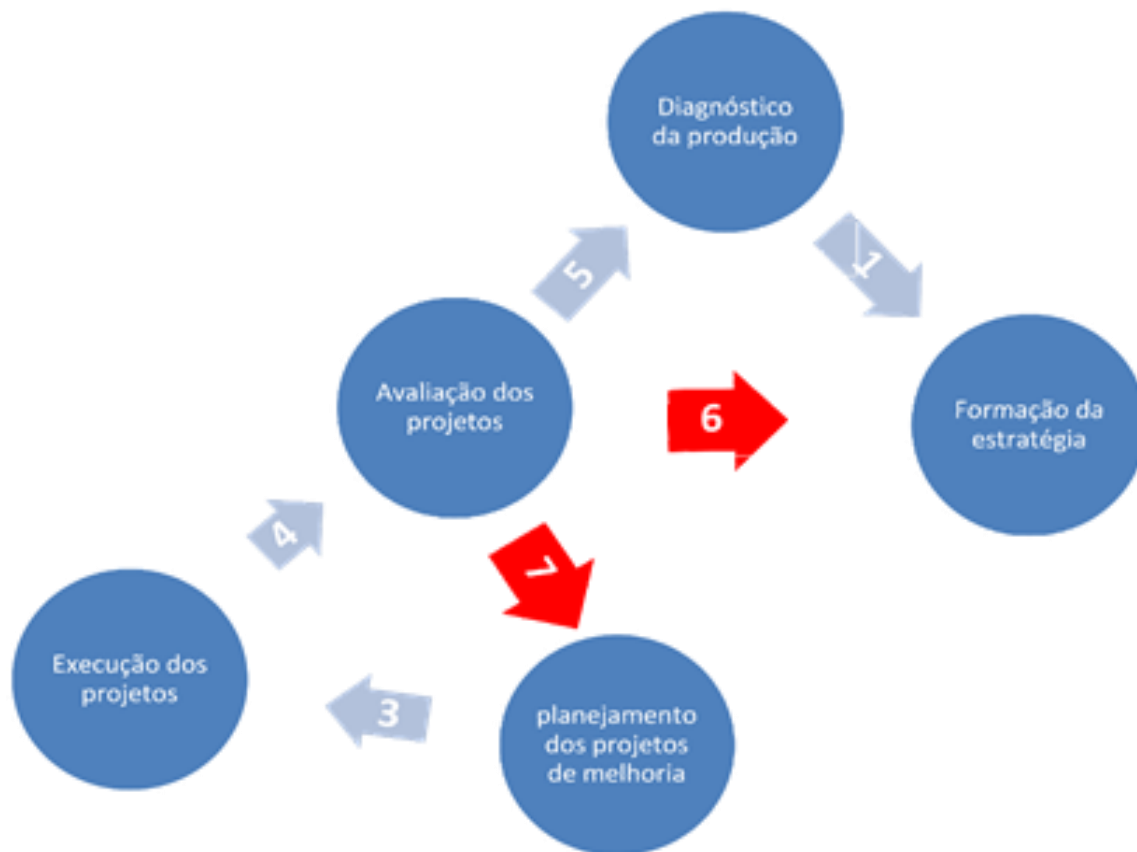 Diagnóstico
da produção
5
1
Avaliação dos
projetos
6
Formação da
estratégia
4
7
Execução dos
projetos
3
planejamento
dos projetos
de melhoria